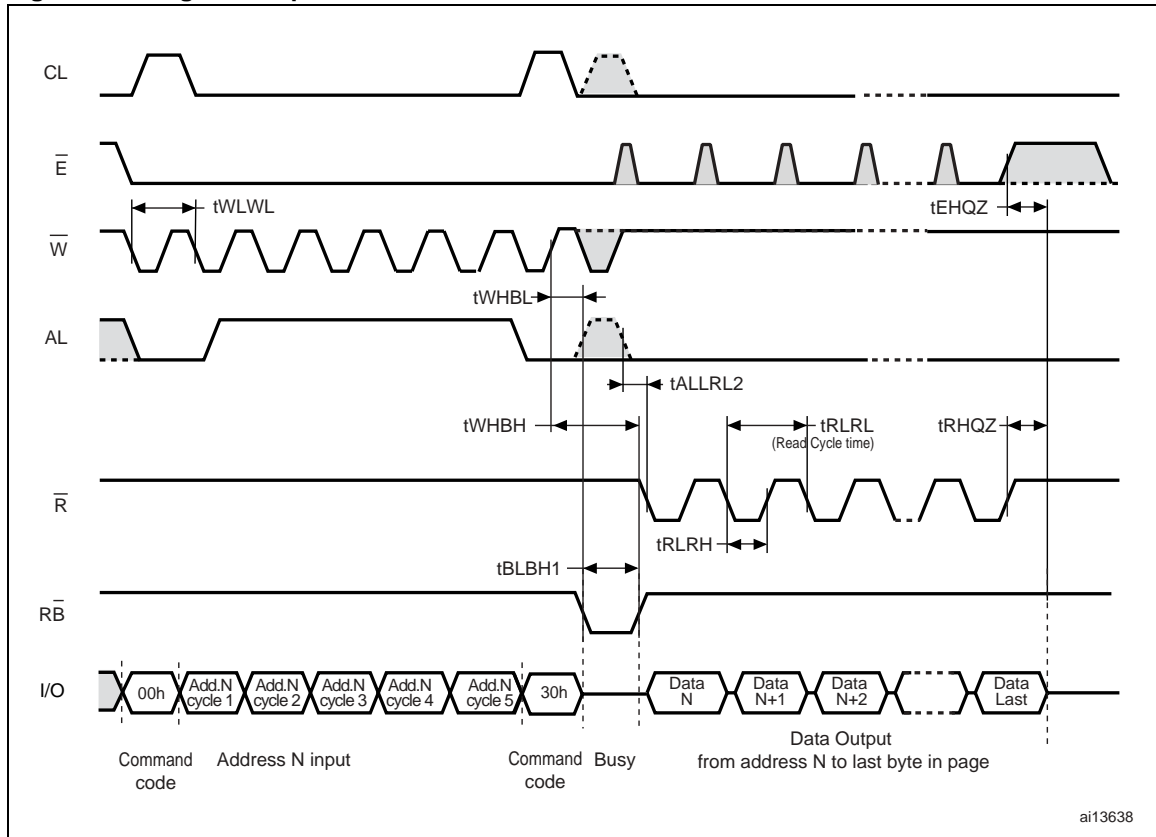 CL
E
tWLWL
tEHQZ
W
tWHBL
AL
tALLRL2
tWHBH
tRLRL
(Read Cycle time)
tRHQZ
R
tRLRH
tBLBH1
RB
I/O
00h
Add.N cycle 1
Add.N cycle 2
Add.N cycle 3
Add.N cycle 4
Add.N cycle 5
30h
Data N
Data N+1
Data N+2
Data Last
Command code
Address N input
Command code
Busy
Data Output
from address N to last byte in page
ai13638